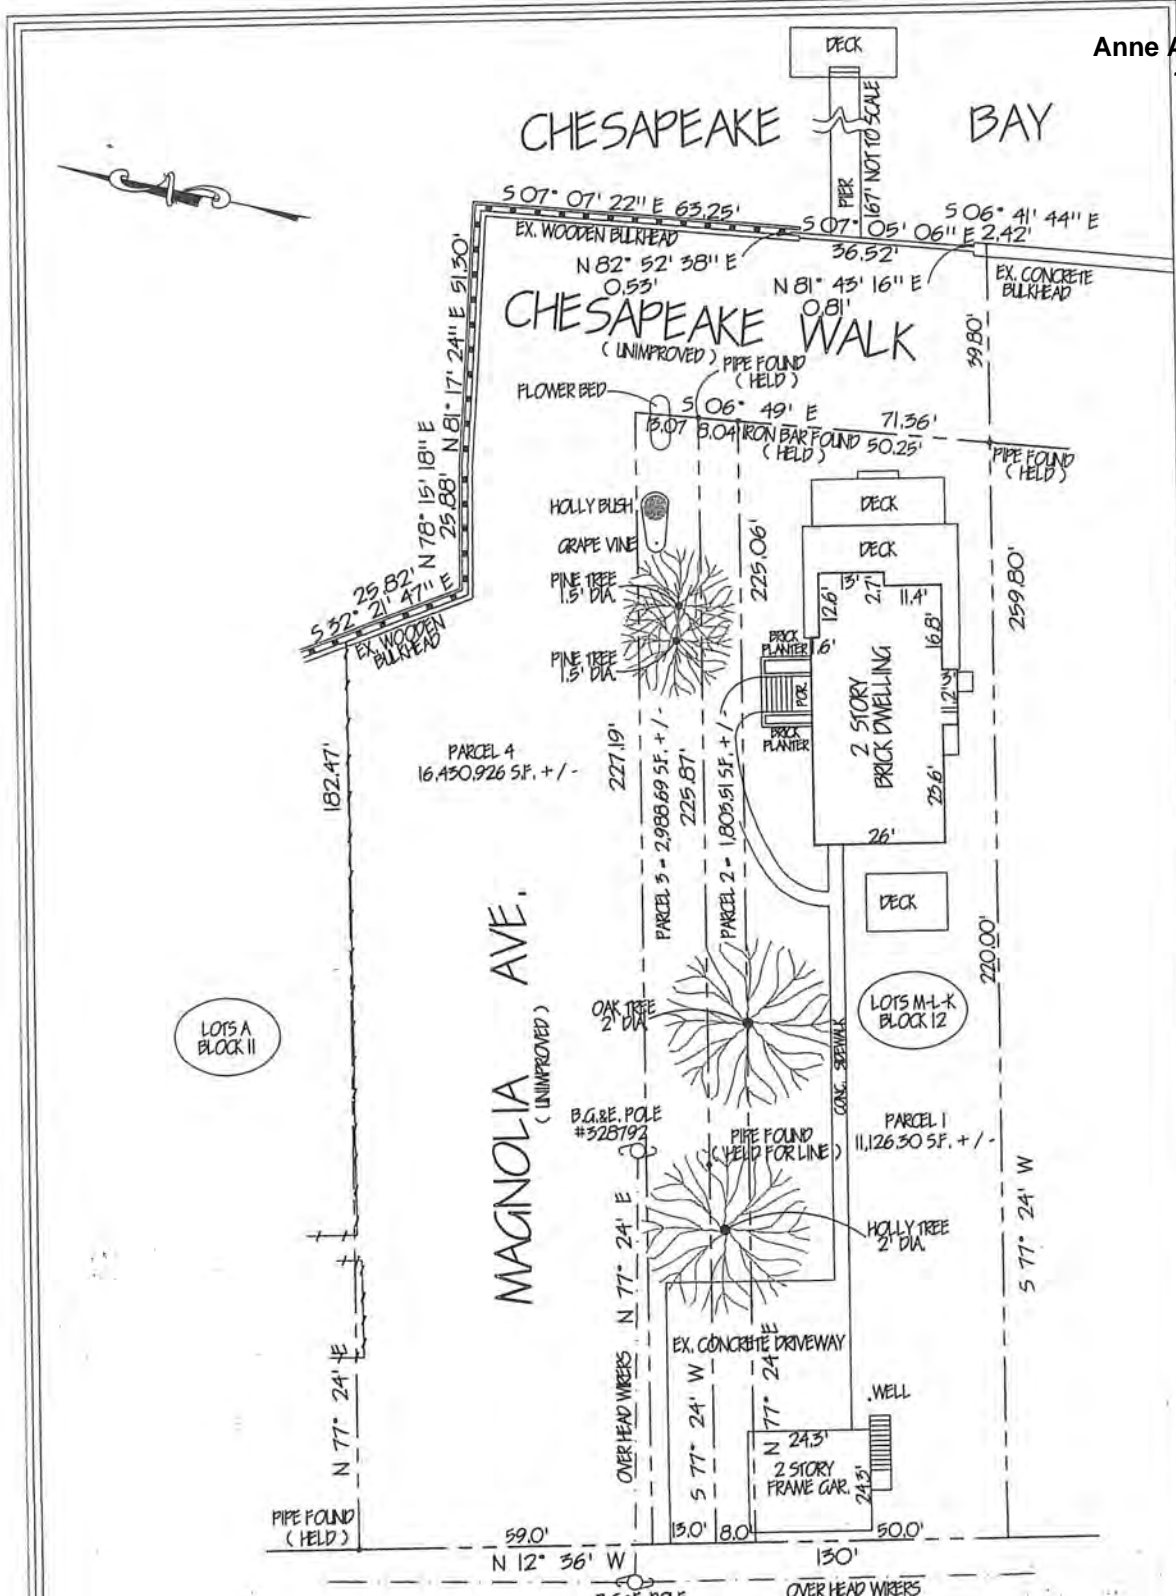 DECK
Anne A
CHESAPEAKE BAY
PIER
167' NOT TO SCALE
S 07° 07' 22" E 63.25'
EX. WOODEN BULKHEAD
S 07° 05' 06" E
36.52'
S 06° 41' 44" E
2.42'
N 82° 52' 38" E
0.53'
N 81° 43' 16" E
0.81'
EX. CONCRETE
BULKHEAD
CHESAPEAKE WALK
( UNIMPROVED )
39.80'
N 81° 17' 24" E 51.30'
N 78° 15' 18" E
25.88'
25.82'
S 32° 21' 47" E
EX. WOODEN
BULKHEAD
PIPE FOUND
( HELD )
FLOWER BED
S 06° 49' E 71.36'
13.07 8.04
IRON BAR FOUND
( HELD )
50.25'
PIPE FOUND
( HELD )
HOLLY BUSH
GRAPE VINE
PINE TREE
1.5' DIA.
PINE TREE
1.5' DIA.
225.06'
DECK
DECK
13'
2.7'
11.4'
12.6'
1.6'
16.8'
3'
11.2'
23.6'
26'
259.80'
BRICK
PLANTER
POR.
BRICK
PLANTER
2 STORY
BRICK DWELLING
182.47'
PARCEL 4
16,430.926 S.F. + / -
227.19'
PARCEL 3 = 2,988.69 S.F. + / -
225.87'
PARCEL 2 = 1,803.51 S.F. + / -
DECK
220.00'
MAGNOLIA AVE.
( UNIMPROVED )
OAK TREE
2' DIA.
LOTS M-L-K
BLOCK 12
LOTS A
BLOCK 11
CONC. SIDEWALK
B.G.&E. POLE
#328792
PIPE FOUND
( HELD FOR LINE )
PARCEL 1
11,126.30 S.F. + / -
S 77° 24' W
N 77° 24' E
HOLLY TREE
2' DIA.
EX. CONCRETE DRIVEWAY
N 77° 24' E
OVER HEAD WIRERS
S 77° 24' W
N 77° 24' E
WELL
24.3'
2 STORY
FRAME GAR.
24.3'
PIPE FOUND
( HELD )
59.0'
13.0' 8.0'
50.0'
N 12° 36' W
130'
OVER HEAD WIRERS